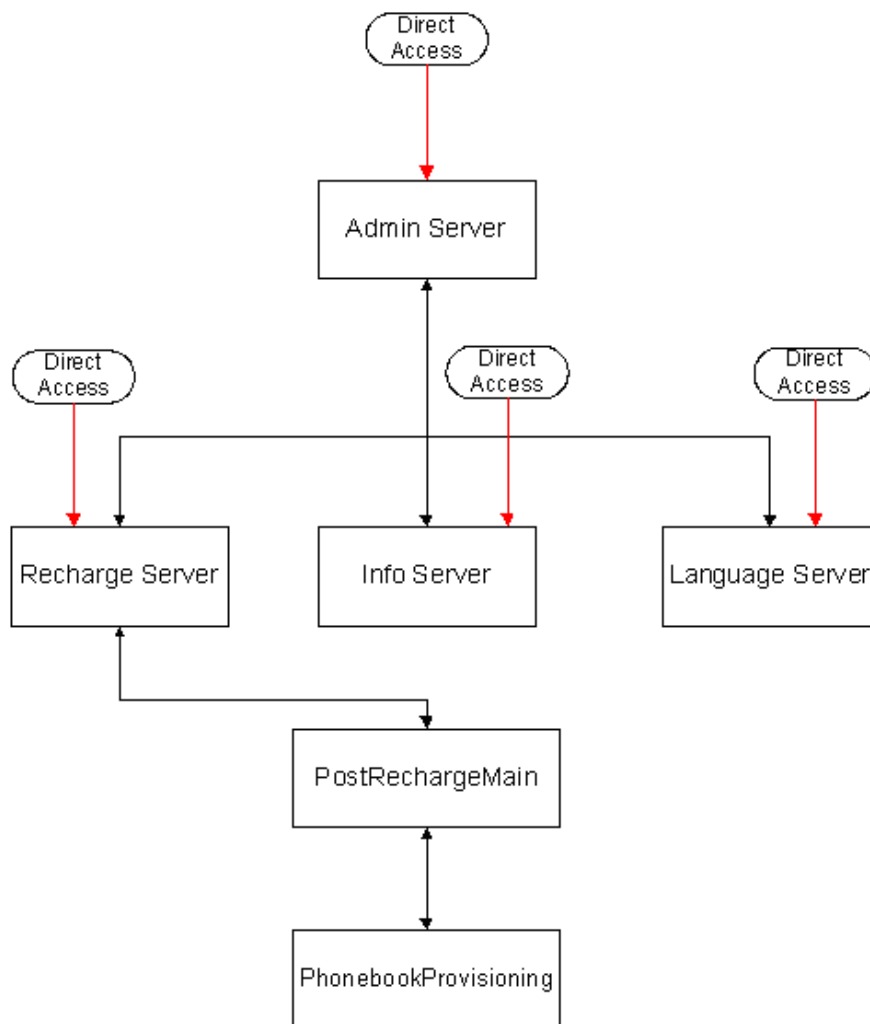 Direct
Access
Admin Server
Direct
Access
Direct
Access
Direct
Access
Recharge Server
Info Server
Language Server
PostRechargeMain
PhonebookProvisioning